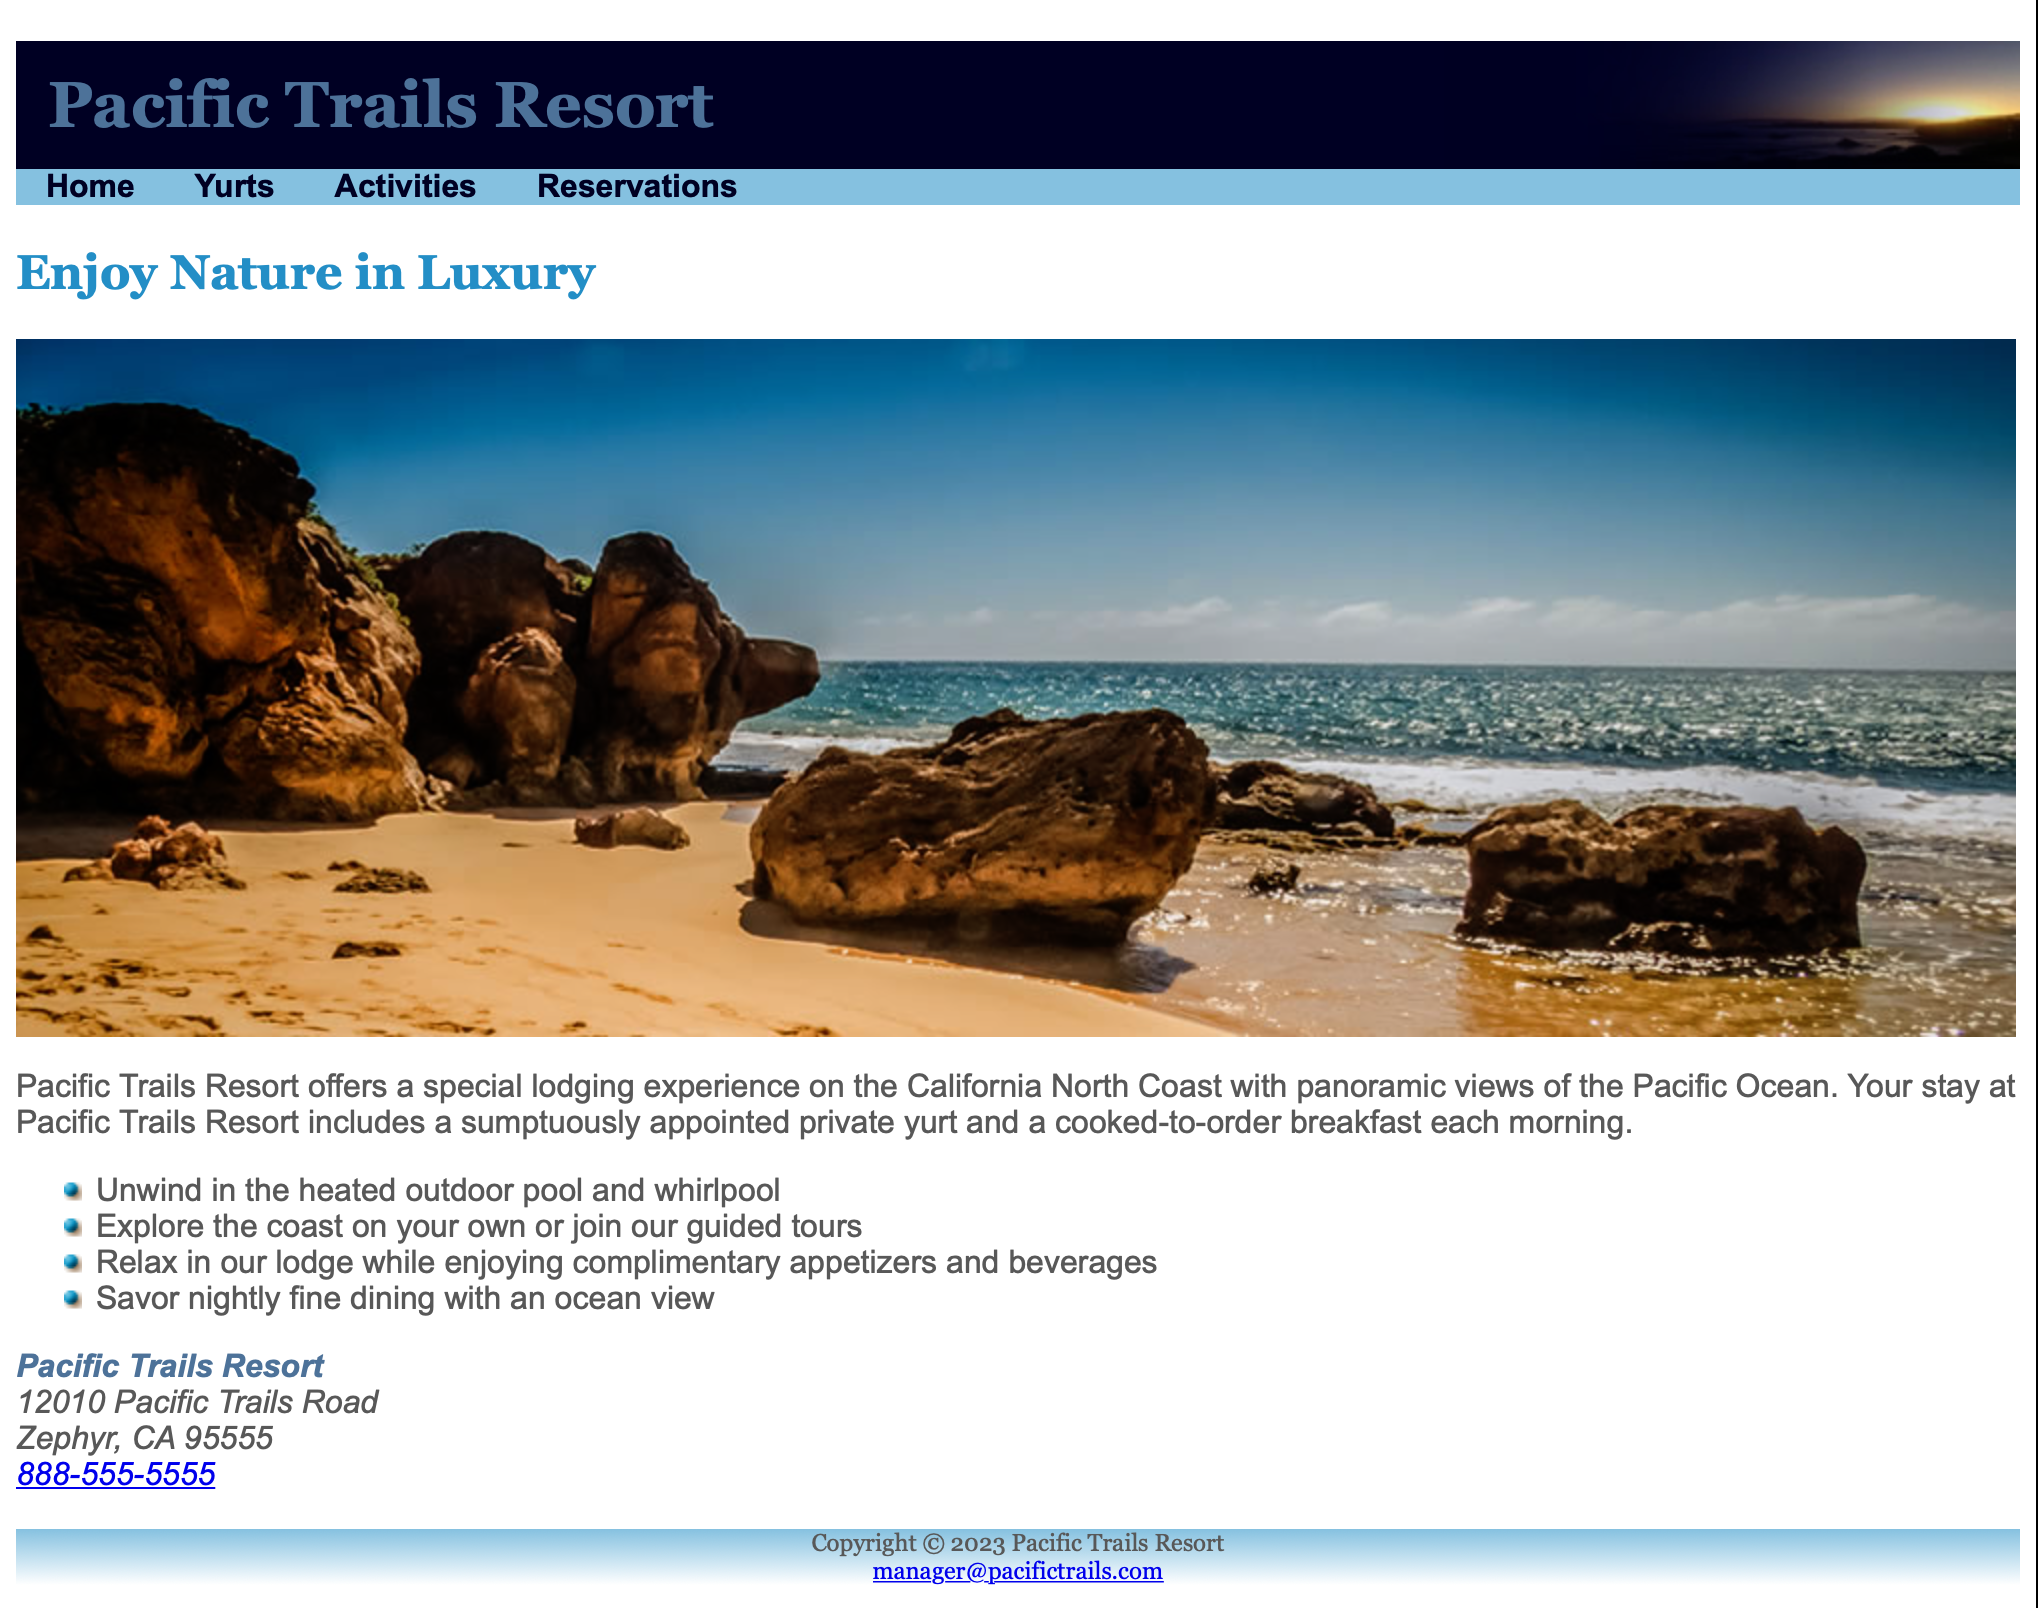 Pacific Trails Resort
Home Yurts Activities Reservations
Enjoy Nature in Luxury
Pacific Trails Resort offers a special lodging experience on the California North Coast with panoramic views of the Pacific Ocean. Your stay at
Pacific Trails Resort includes a sumptuously appointed private yurt and a cooked-to-order breakfast each morning.
Unwind in the heated outdoor pool and whirlpool
Explore the coast on your own or join our guided tours
Relax in our lodge while enjoying complimentary appetizers and beverages
Savor nightly fine dining with an ocean view
Pacific Trails Resort
12010 Pacific Trails Road
Zephyr, CA 95555
888-555-5555
Copyright © 2023 Pacific Trails Resort
manager@pacifictrails.com